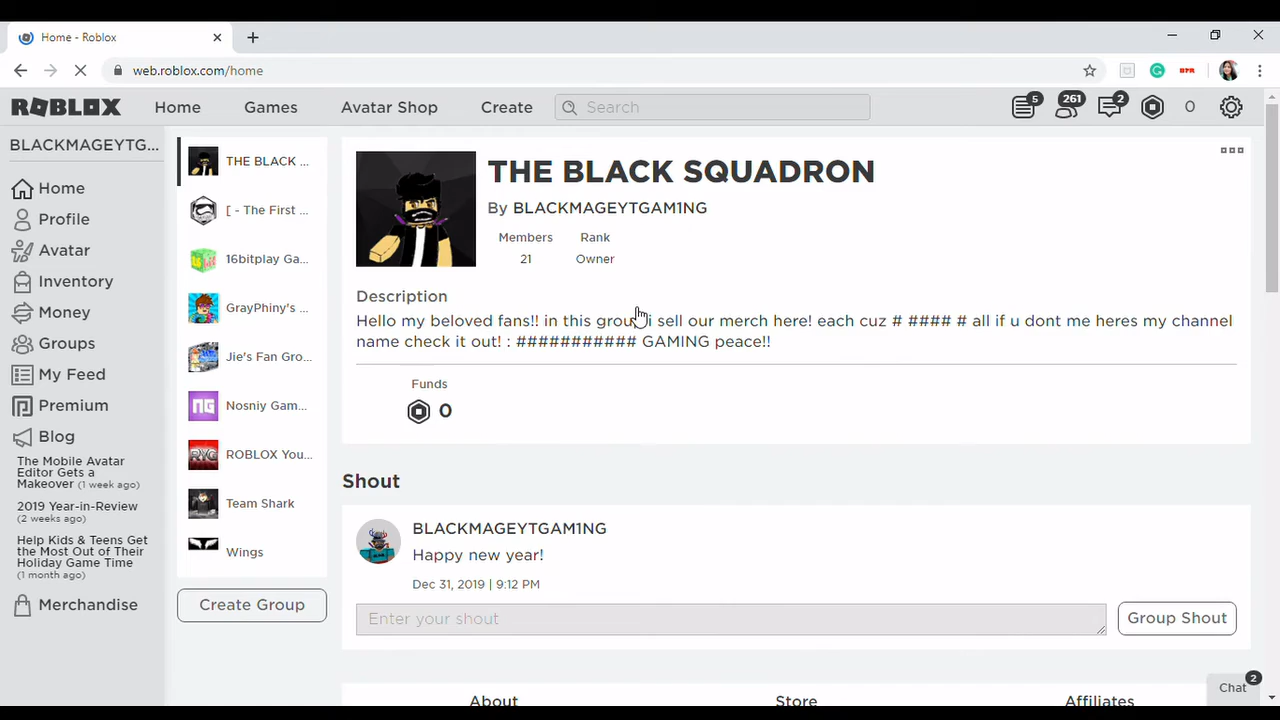 Home - Roblox
web.roblox.com/home
ROBLOX
Home
Games
Avatar Shop
Create
Search
5
261
2
0
BLACKMAGEYTG...
Home
Profile
Avatar
Inventory
Money
Groups
My Feed
Premium
Blog
The Mobile Avatar
Editor Gets a
Makeover (1 week ago)
2019 Year-in-Review
(2 weeks ago)
Help Kids & Teens Get
the Most Out of Their
Holiday Game Time
(1 month ago)
Merchandise
THE BLACK ...
[ - The First ...
16bitplay Ga...
GrayPhiny's ...
Jie's Fan Gro...
NG
Nosniy Gam...
RYG
ROBLOX You...
Team Shark
Wings
Create Group
THE BLACK SQUADRON
By BLACKMAGEYTGAM1NG
Members
21
Rank
Owner
Description
Hello my beloved fans!! in this group i sell our merch here! each cuz # #### # all if u dont me heres my channel
name check it out! : ########### GAMING peace!!
Funds
0
Shout
BLACKMAGEYTGAM1NG
Happy new year!
Dec 31, 2019 | 9:12 PM
Enter your shout
Group Shout
About
Store
Affiliates
Chat
2